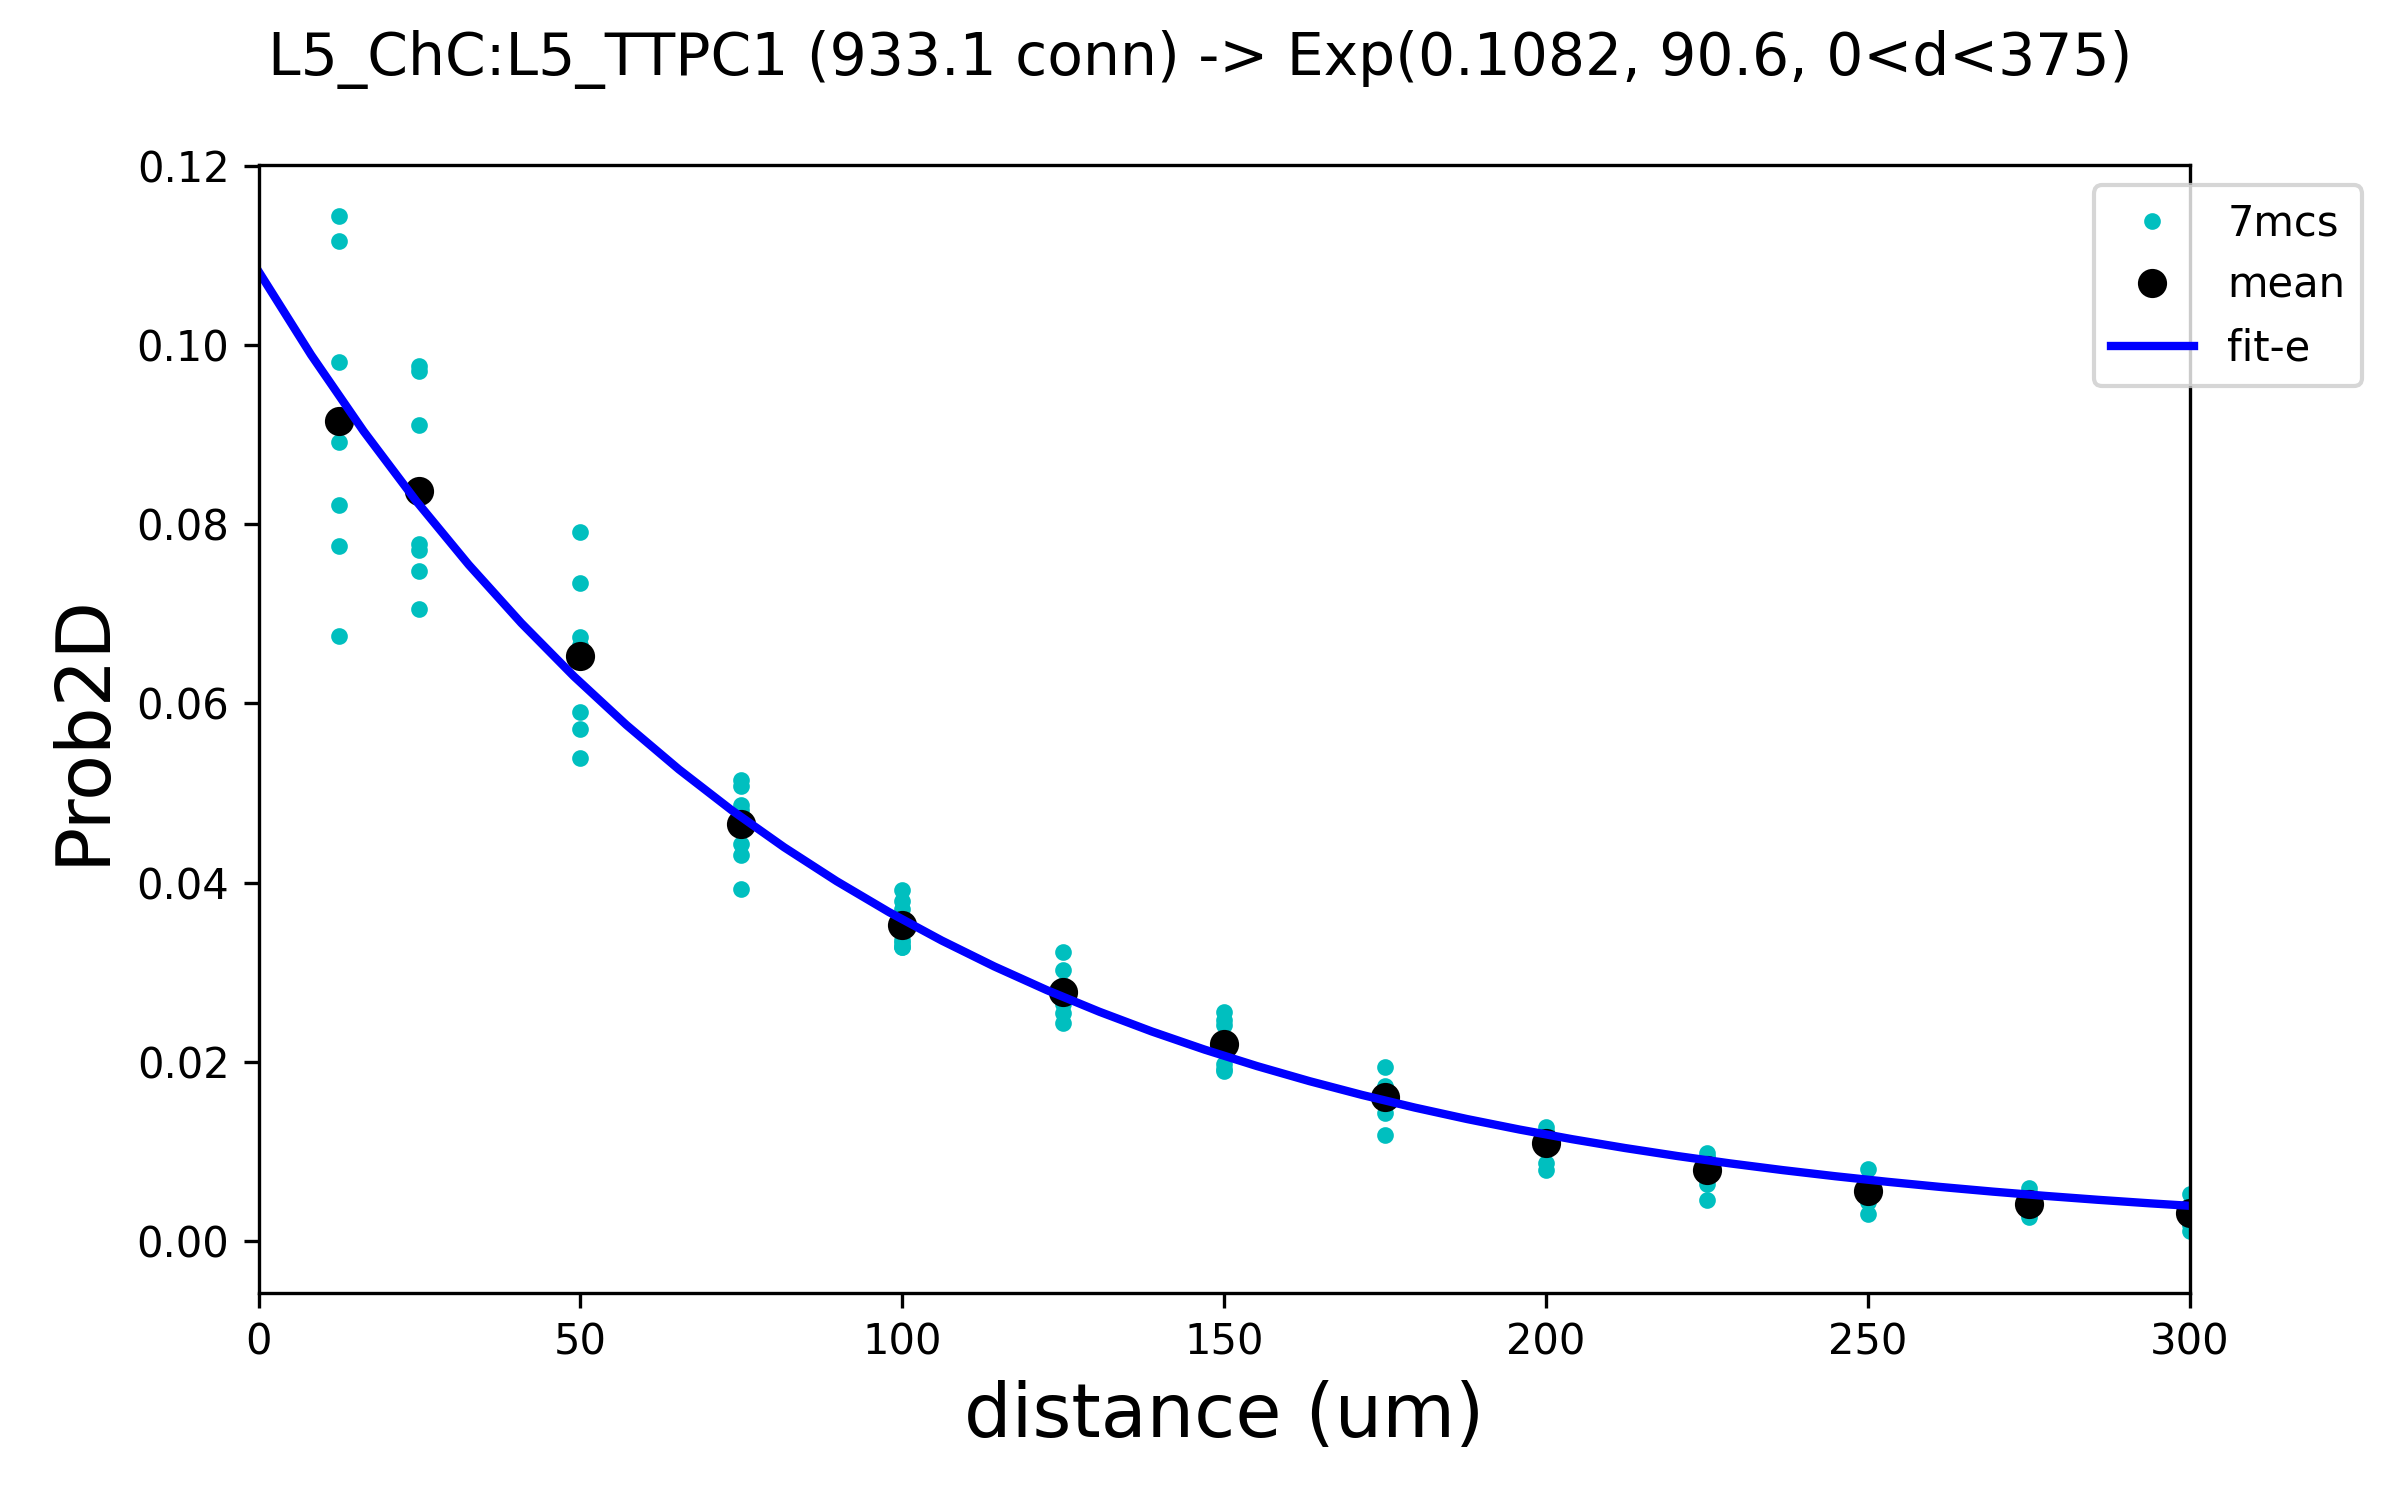 L5_ChC:L5_TTPC1 (933.1 conn) -> Exp(0.1082, 90.6, 0<d<375)
7mcs
mean
fit-e
Prob2D
0.12
0.10
0.08
0.06
0.04
0.02
0.00
0 50 100 150 200 250 300
distance (um)